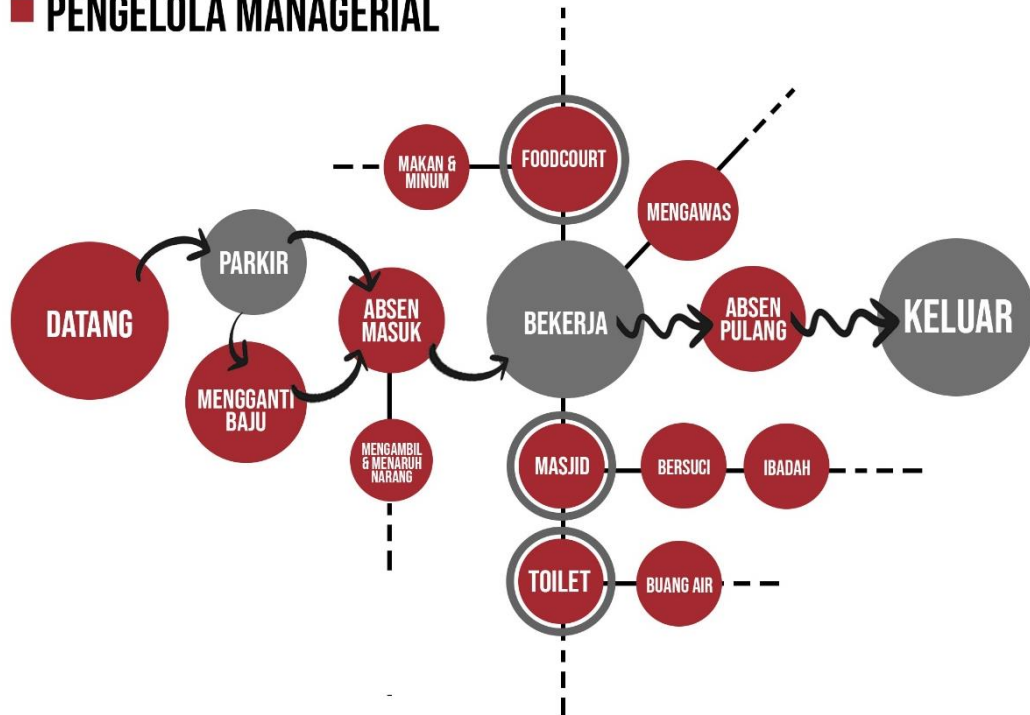 PENGELOLA MANAGERIAL
FOODCOURT
MAKAN &
MINUM
MENGAWAS
PARKIR
DATANG
ABSEN
MASUK
BEKERJA
ABSEN
PULANG
KELUAR
MENGGANTI
BAJU
MENGAMBIL
& MENARUH
NARANG
MASJID
BERSUCI
IBADAH
TOILET
BUANG AIR